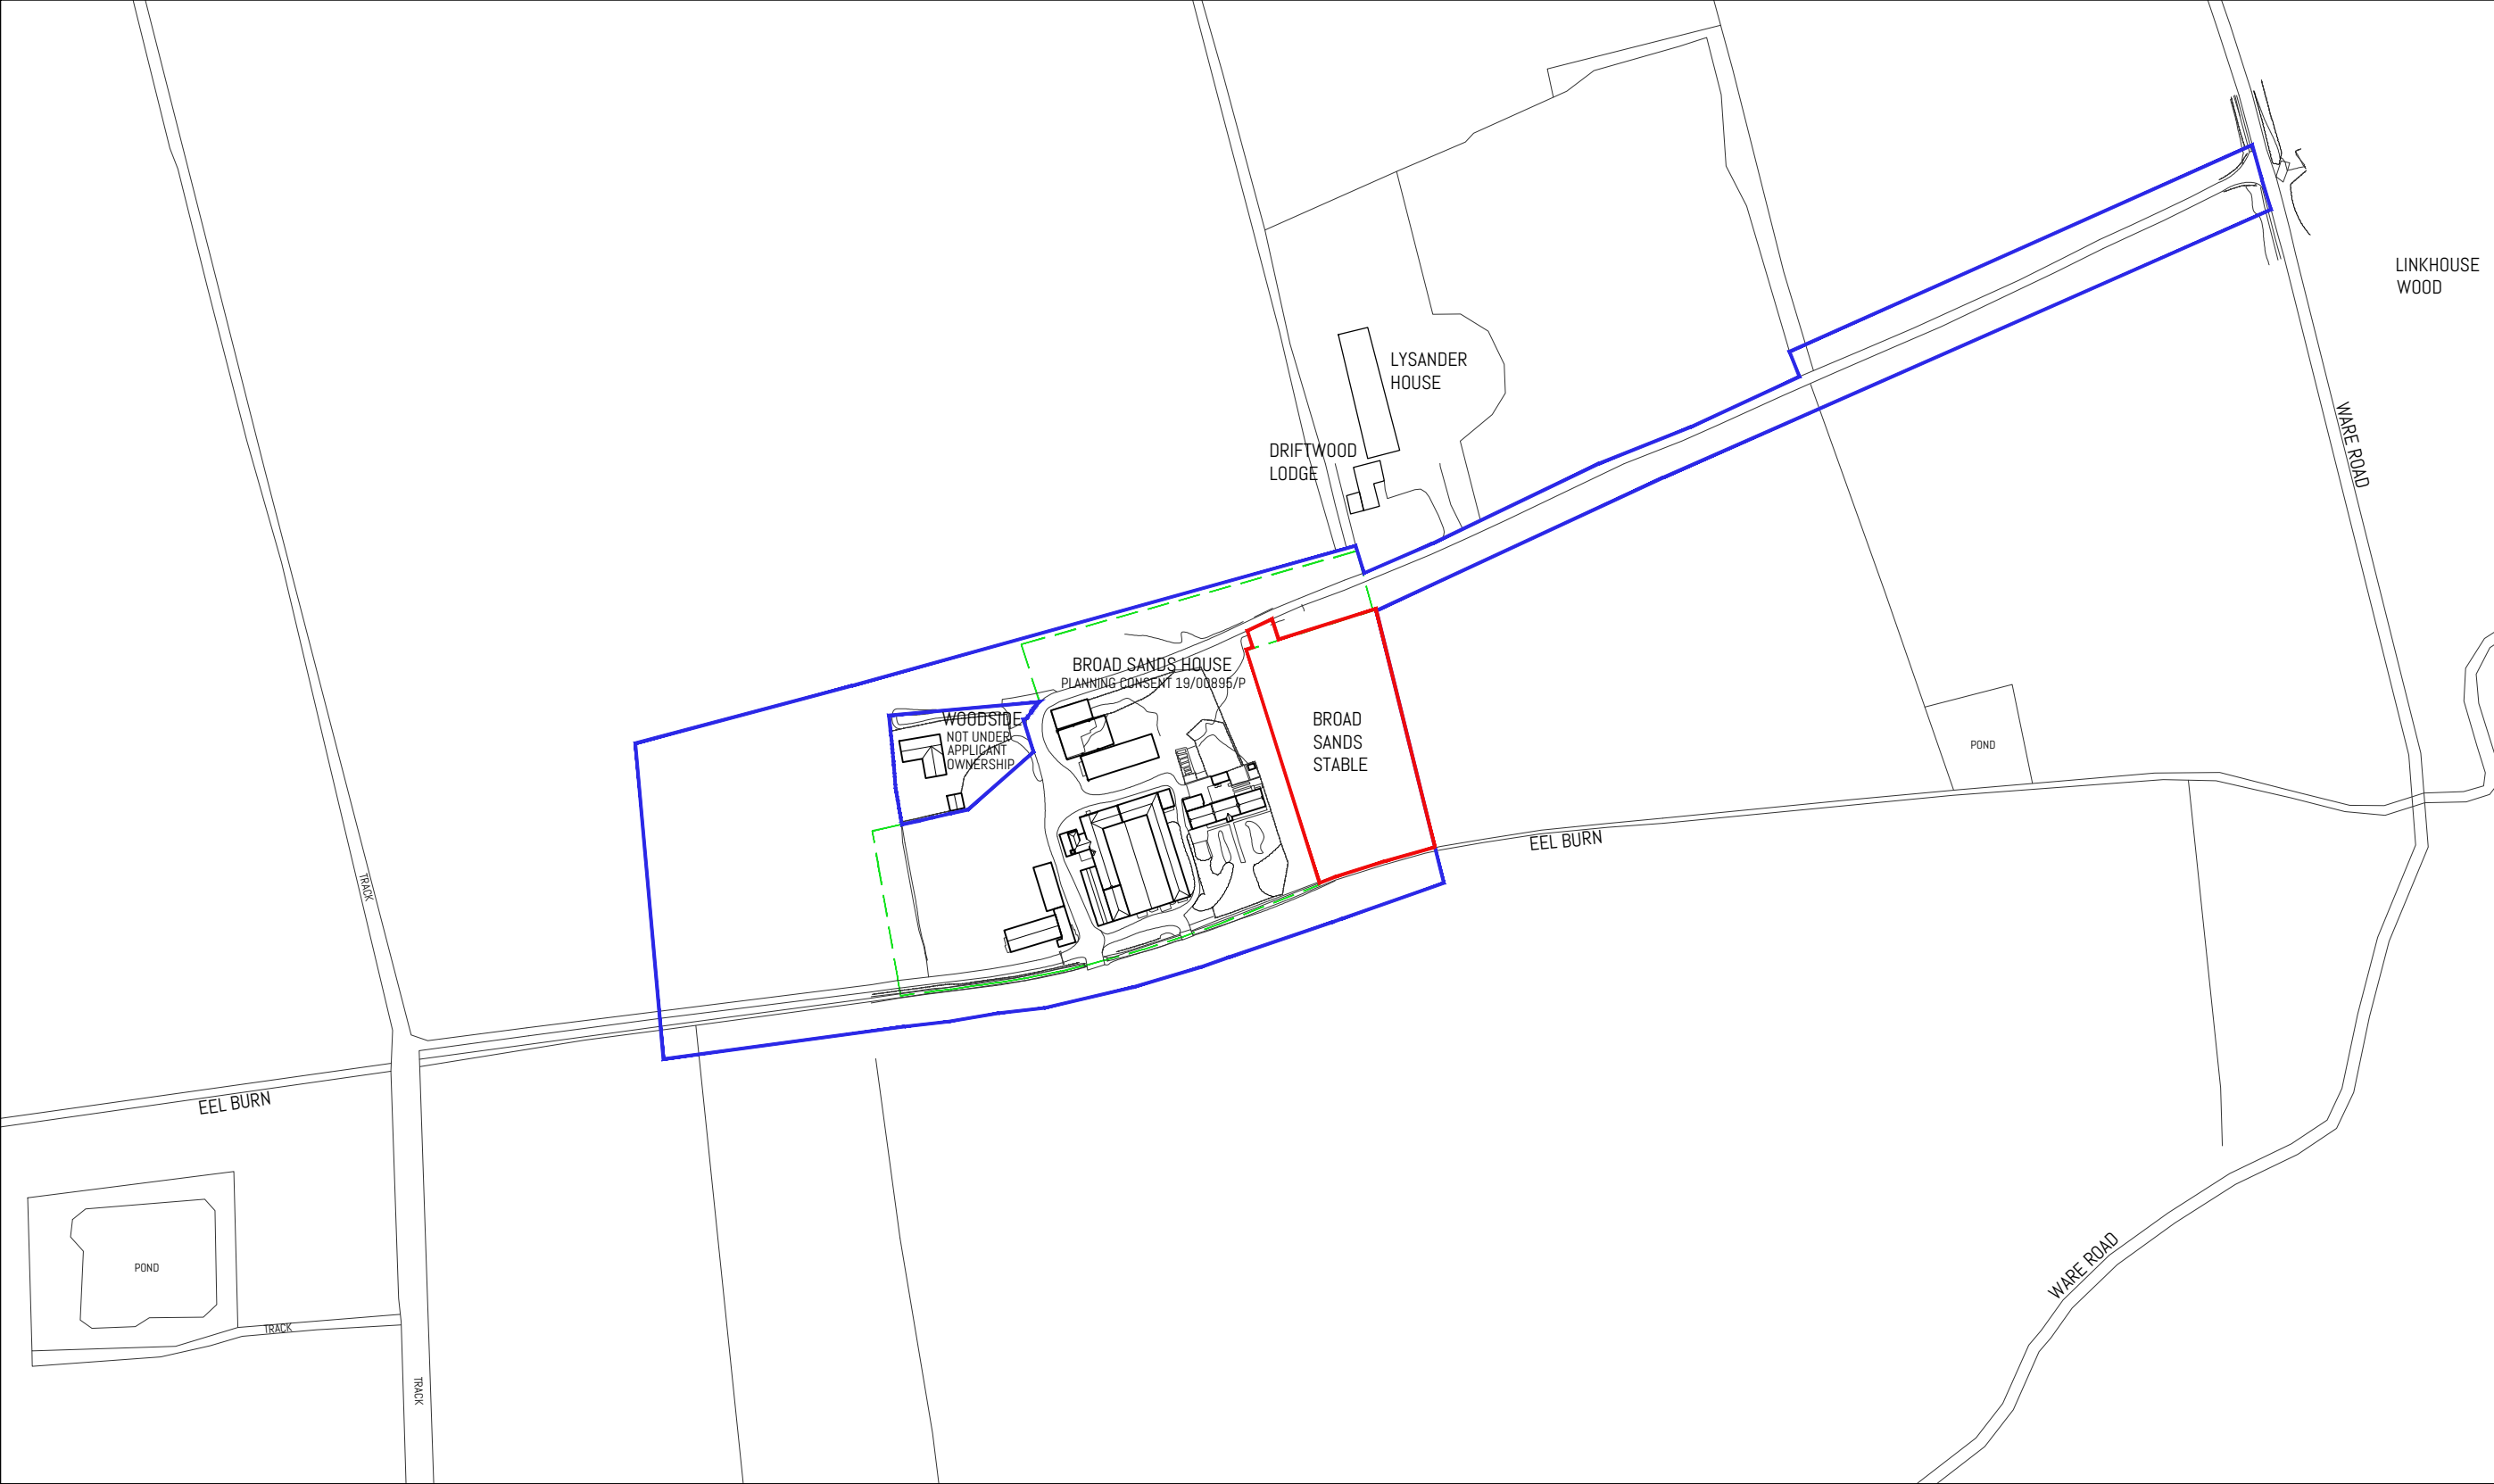 LINKHOUSE
WOOD
LYSANDER
HOUSE
DRIFTWOOD
LODGE
WARE ROAD
BROAD SANDS HOUSE
PLANNING CONSENT 19/00895/P
WOODSIDE
NOT UNDER
APPLICANT
OWNERSHIP
BROAD
SANDS
STABLE
POND
EEL BURN
TRACK
EEL BURN
POND
TRACK
TRACK
WARE ROAD